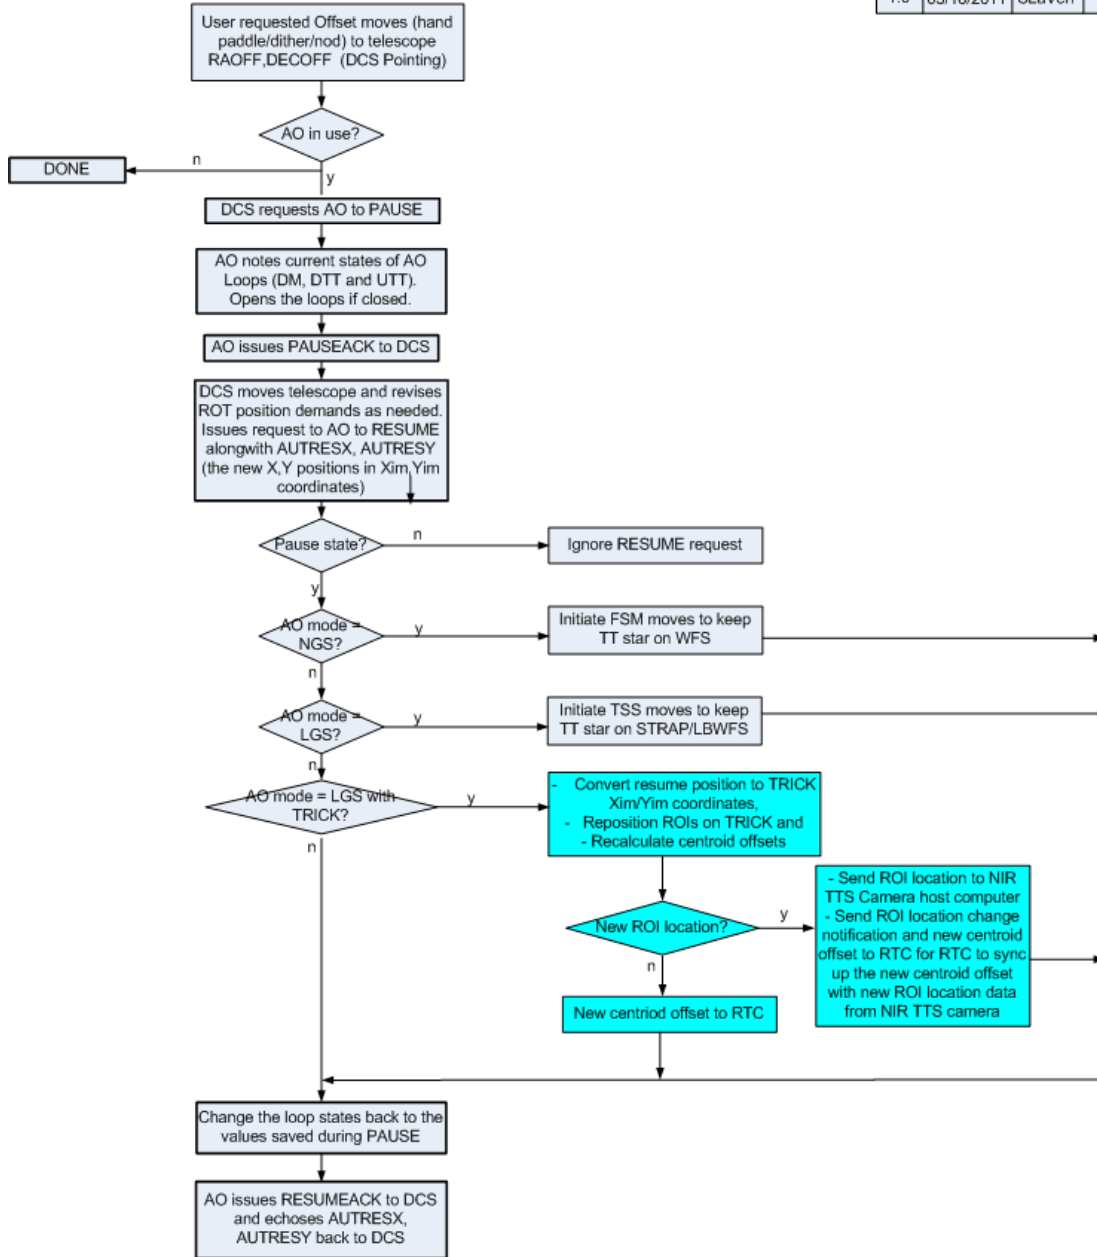 User requested Offset moves (hand
paddle/dither/nod) to telescope
RAOFF,DECOFF (DCS Pointing)
AO in use?
n
DONE
y
DCS requests AO to PAUSE
AO notes current states of AO
Loops (DM, DTT and UTT).
Opens the loops if closed.
AO issues PAUSEACK to DCS
DCS moves telescope and revises
ROT position demands as needed.
Issues request to AO to RESUME
alongwith AUTRESX, AUTRESY
(the new X,Y positions in Xim,Yim
coordinates)
Pause state?
n
Ignore RESUME request
y
AO mode =
NGS?
y
Initiate FSM moves to keep
TT star on WFS
n
AO mode =
LGS?
y
Initiate TSS moves to keep
TT star on STRAP/LBWFS
n
AO mode = LGS with
TRICK?
y
- Convert resume position to TRICK
Xim/Yim coordinates,
- Reposition ROIs on TRICK and
- Recalculate centroid offsets
n
New ROI location?
y
- Send ROI location to NIR
TTS Camera host computer
- Send ROI location change
notification and new centroid
offset to RTC for RTC to sync
up the new centroid offset
with new ROI location data
from NIR TTS camera
n
New centriod offset to RTC
Change the loop states back to the
values saved during PAUSE
AO issues RESUMEACK to DCS
and echoses AUTRESX,
AUTRESY back to DCS